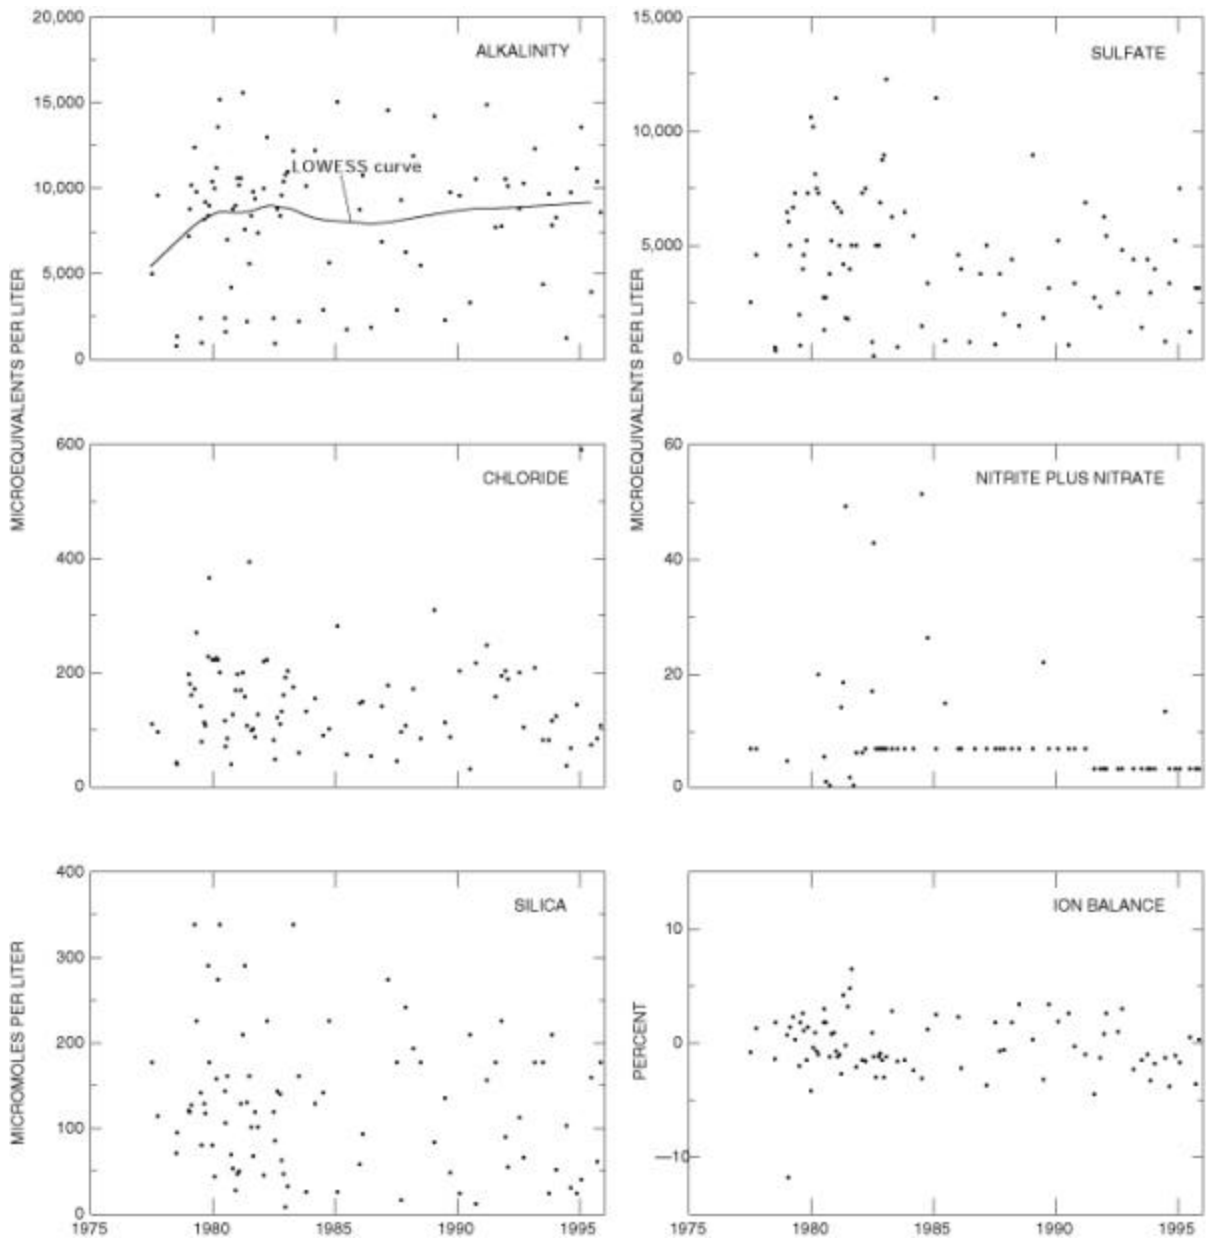 20,000
15,000
10,000
5,000
0
ALKALINITY
LOWESS curve
MICROEQUIVALENTS PER LITER
15,000
10,000
5,000
0
SULFATE
MICROEQUIVALENTS PER LITER
600
400
200
0
CHLORIDE
60
40
20
0
NITRITE PLUS NITRATE
400
300
200
100
0
SILICA
MICROMOLES PER LITER
1975 1980 1985 1990 1995
10
0
—10
ION BALANCE
PERCENT
1975 1980 1985 1990 1995